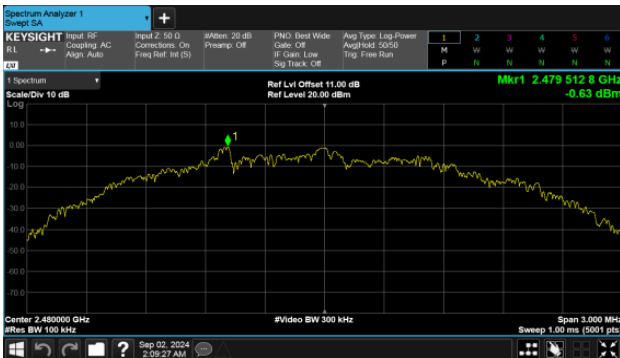 Spectrum Analyzer 1
Swept SA
KEYSIGHT
RL
LXI
Input: RF
Coupling: AC
Align: Auto
Input Z: 50 Ω
Corrections: On
Freq Ref: Int (S)
#Atten: 20 dB
Preamp: Off
PNO: Best Wide
Gate: Off
IF Gain: Low
Sig Track: Off
Avg Type: Log-Power
Avg|Hold: 50/50
Trig: Free Run
1 2 3 4 5 6
M W W W W W
P N N N N N
1 Spectrum
Scale/Div 10 dB
Ref Lvl Offset 11.00 dB
Ref Level 20.00 dBm
Mkr1 2.479 512 8 GHz
-0.63 dBm
Log
10.0
0.00
1
-10.0
-20.0
-30.0
-40.0
-50.0
-60.0
-70.0
Center 2.480000 GHz
#Res BW 100 kHz
#Video BW 300 kHz
Span 3.000 MHz
Sweep 1.00 ms (5001 pts)
?
Sep 02, 2024
2:09:27 AM